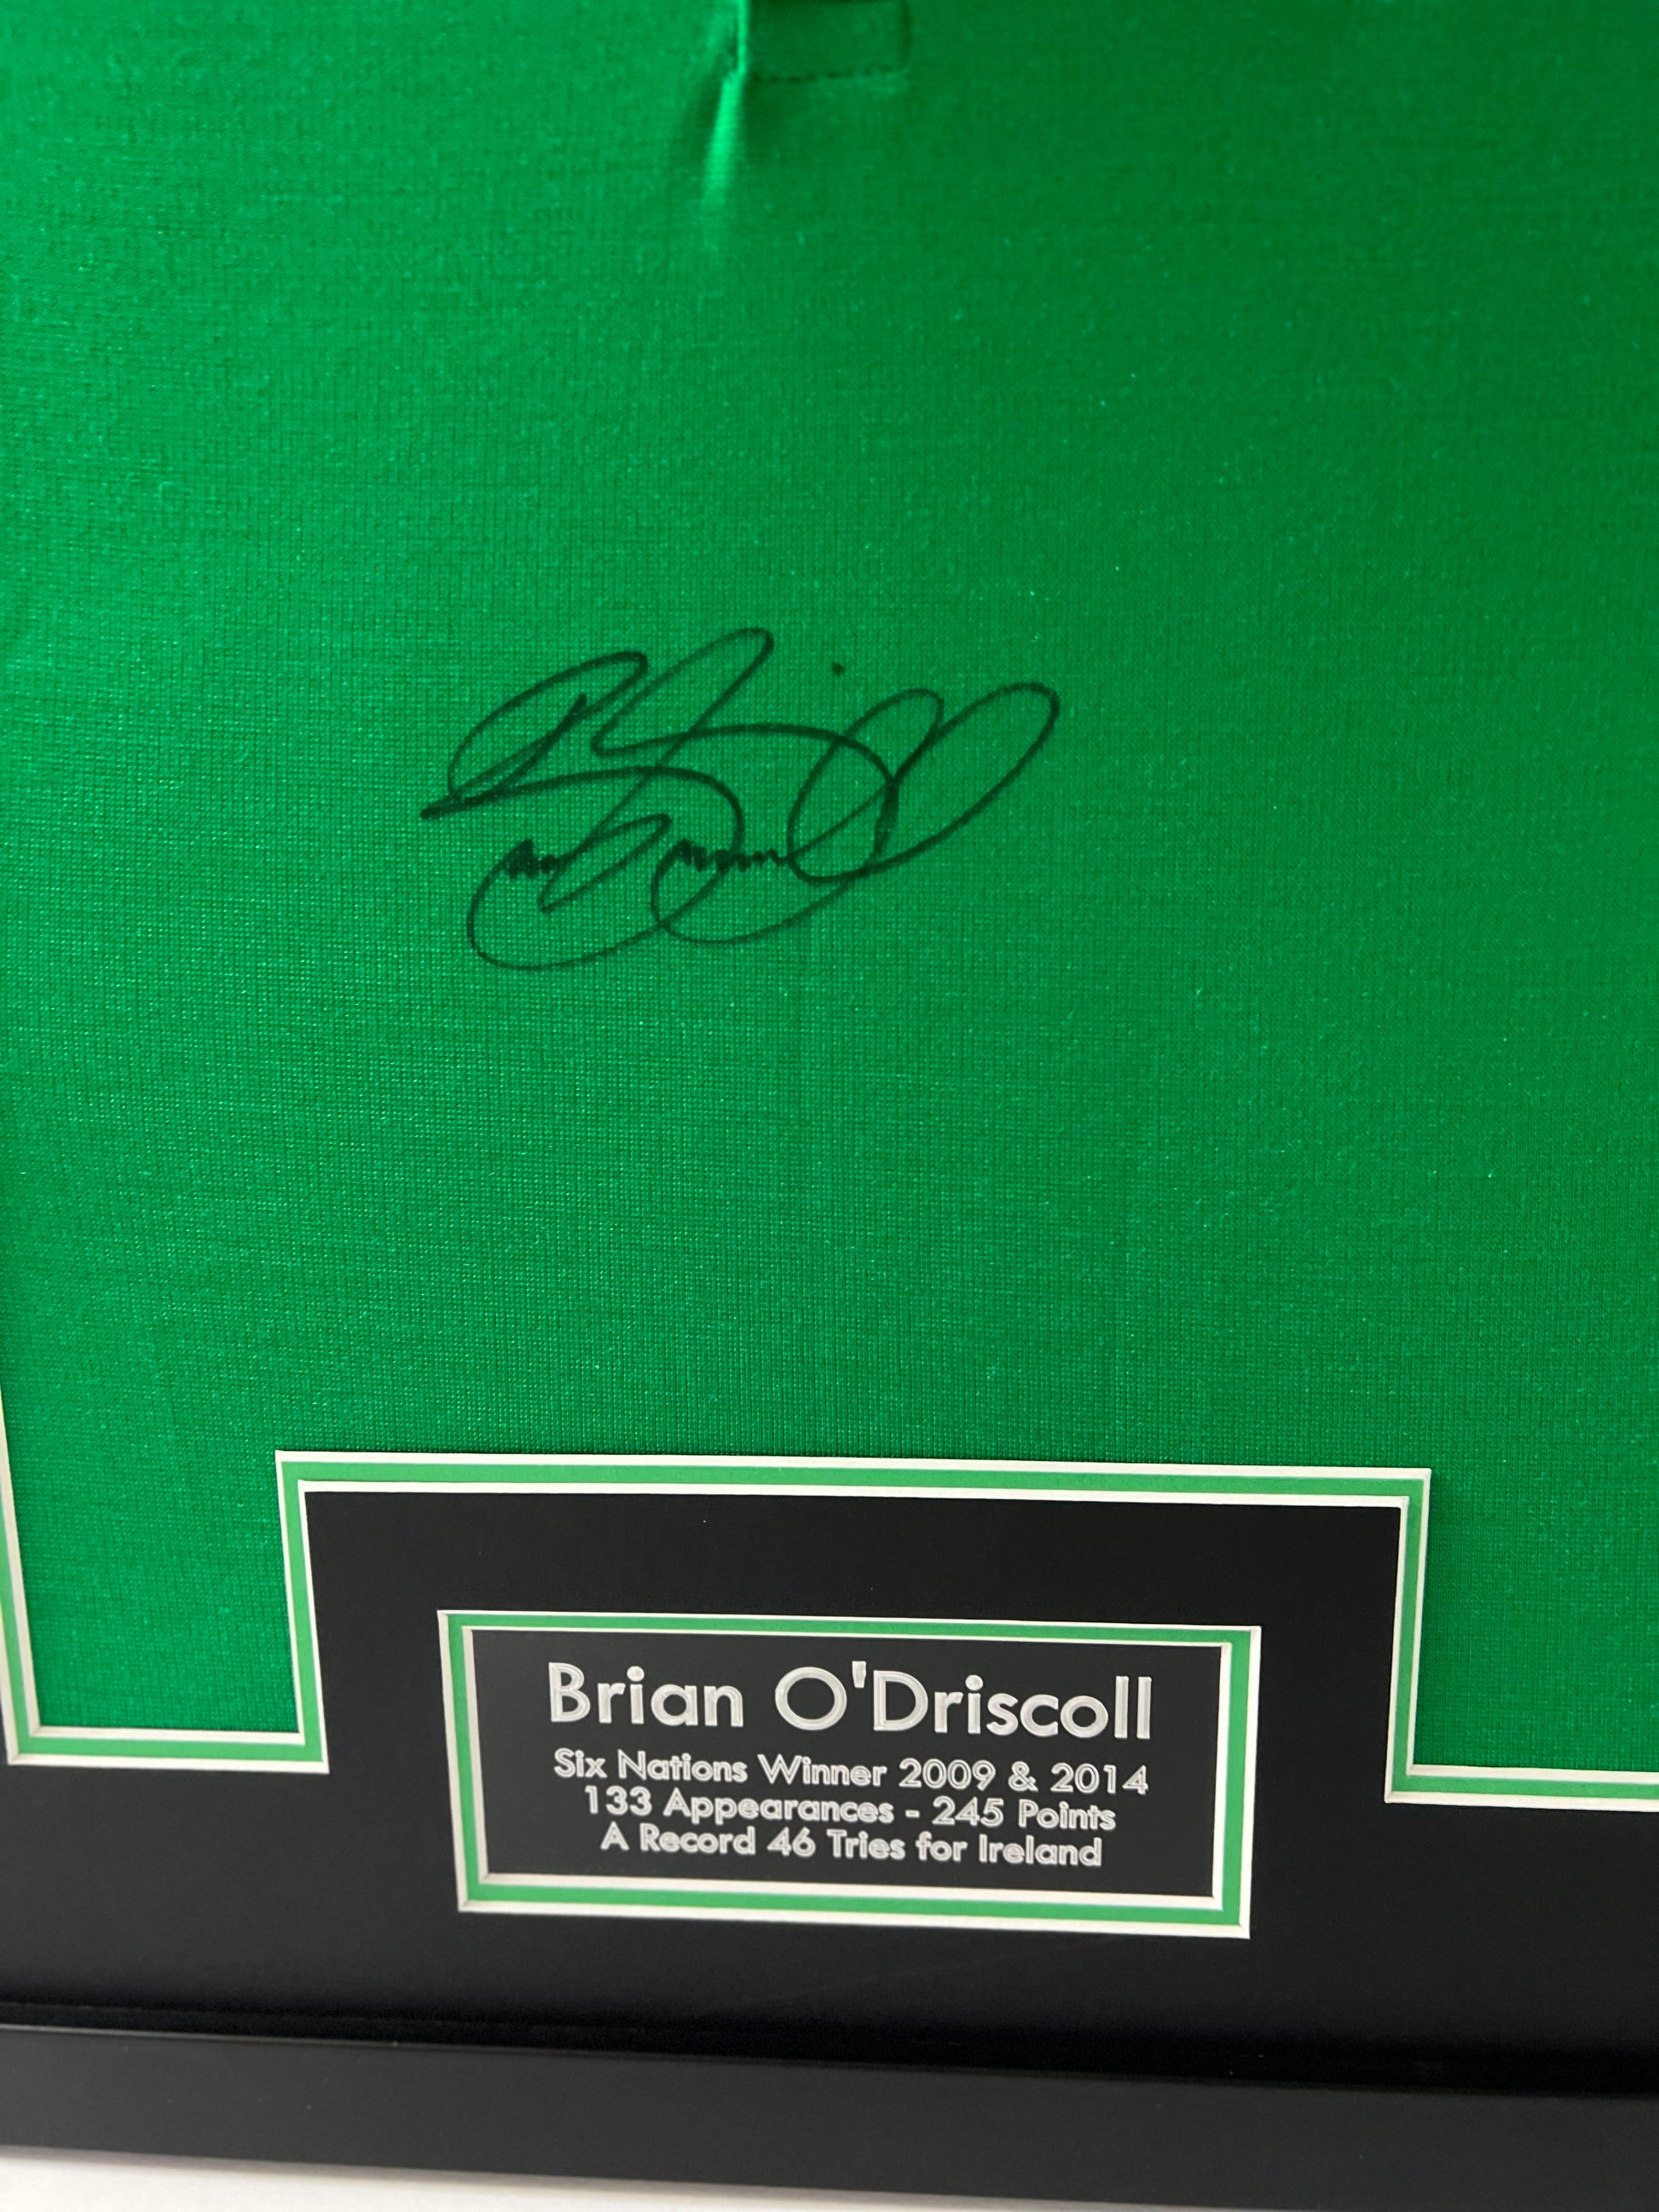 Brian O'Driscoll
Six Nations Winner 2009 & 2014
133 Appearances - 245 Points
A Record 46 Tries for Ireland